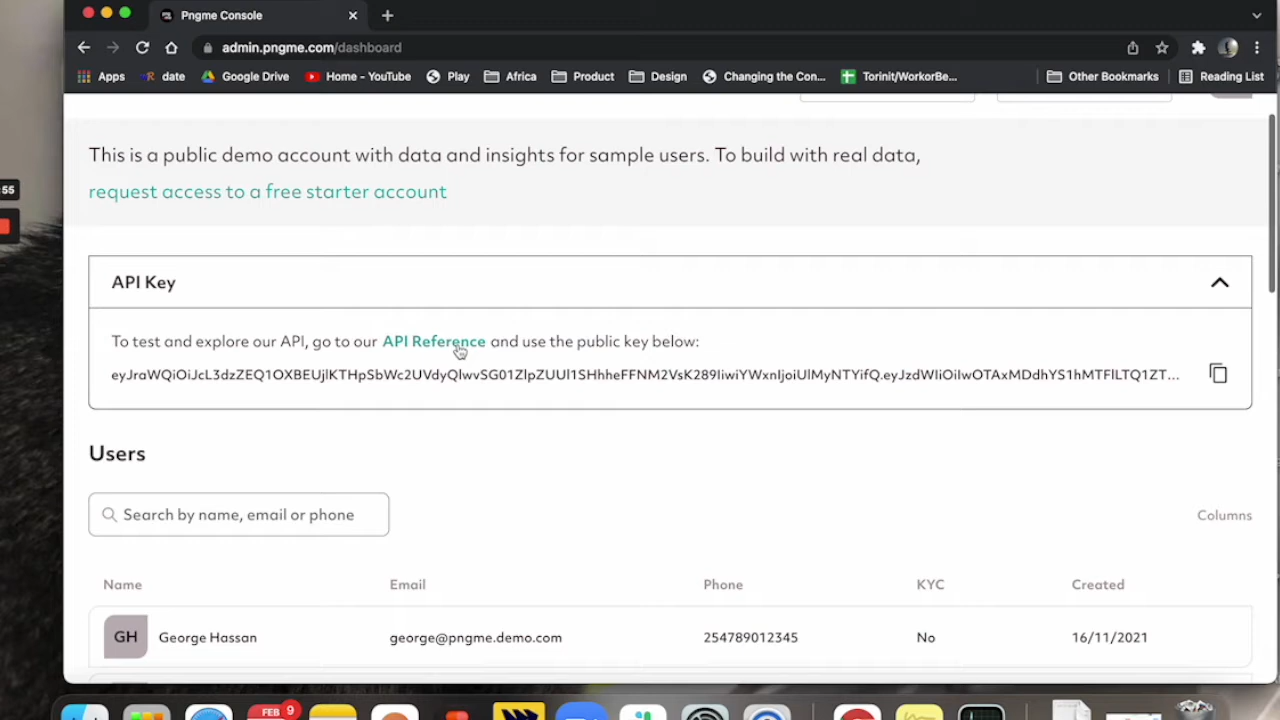 Pngme Console
admin.pngme.com/dashboard
Apps
date
Google Drive
Home - YouTube
Play
Africa
Product
Design
Changing the Con...
Torinit/WorkorBe...
Other Bookmarks
Reading List
This is a public demo account with data and insights for sample users. To build with real data,
request access to a free starter account
:55
API Key
To test and explore our API, go to our API Reference and use the public key below:
Users
Search by name, email or phone
Columns
Name Email Phone KYC Created
GH George Hassan george@pngme.demo.com 254789012345 No 16/11/2021
FEB 9